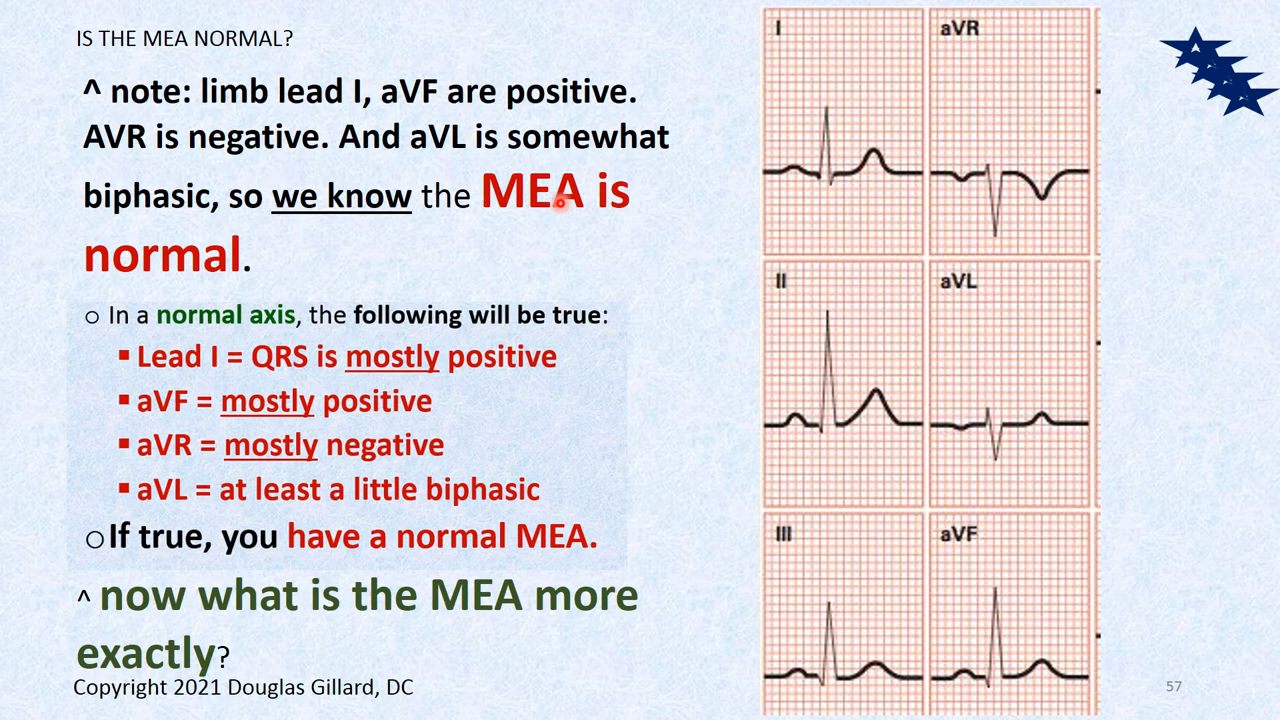 IS THE MEA NORMAL?
^ note: limb lead I, aVF are positive.
AVR is negative. And aVL is somewhat
biphasic, so we know the MEA is
normal.
o In a normal axis, the following will be true:
▪ Lead I = QRS is mostly positive
▪ aVF = mostly positive
▪ aVR = mostly negative
▪ aVL = at least a little biphasic
o If true, you have a normal MEA.
^ now what is the MEA more
exactly?
Copyright 2021 Douglas Gillard, DC
I aVR
II aVL
III aVF
57